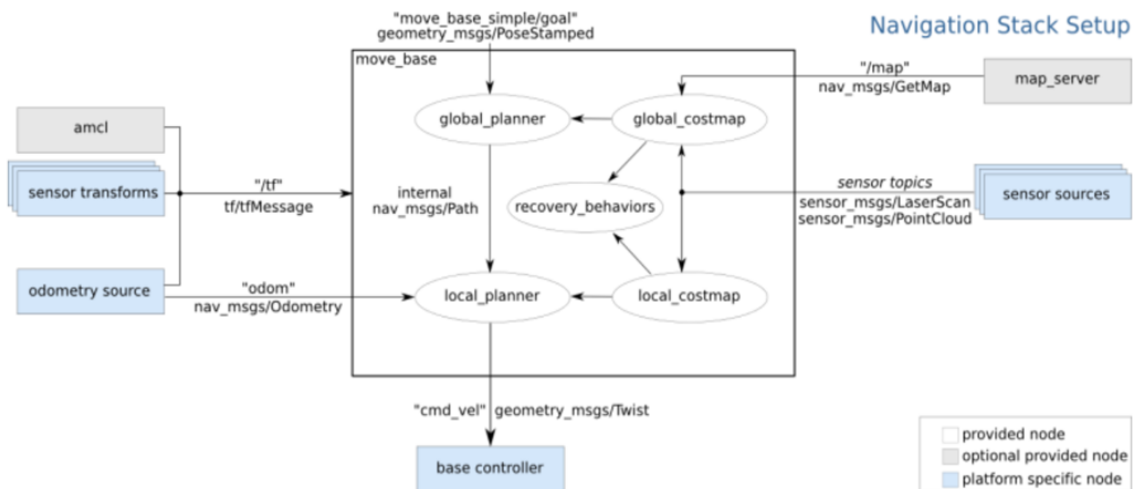 "move_base_simple/goal"
geometry_msgs/PoseStamped
Navigation Stack Setup
move_base
"/map"
nav_msgs/GetMap
map_server
amcl
global_planner
global_costmap
sensor transforms
"/tf"
tf/tfMessage
internal
nav_msgs/Path
recovery_behaviors
sensor topics
sensor_msgs/LaserScan
sensor_msgs/PointCloud
sensor sources
odometry source
"odom"
nav_msgs/Odometry
local_planner
local_costmap
"cmd_vel" geometry_msgs/Twist
base controller
provided node
optional provided node
platform specific node